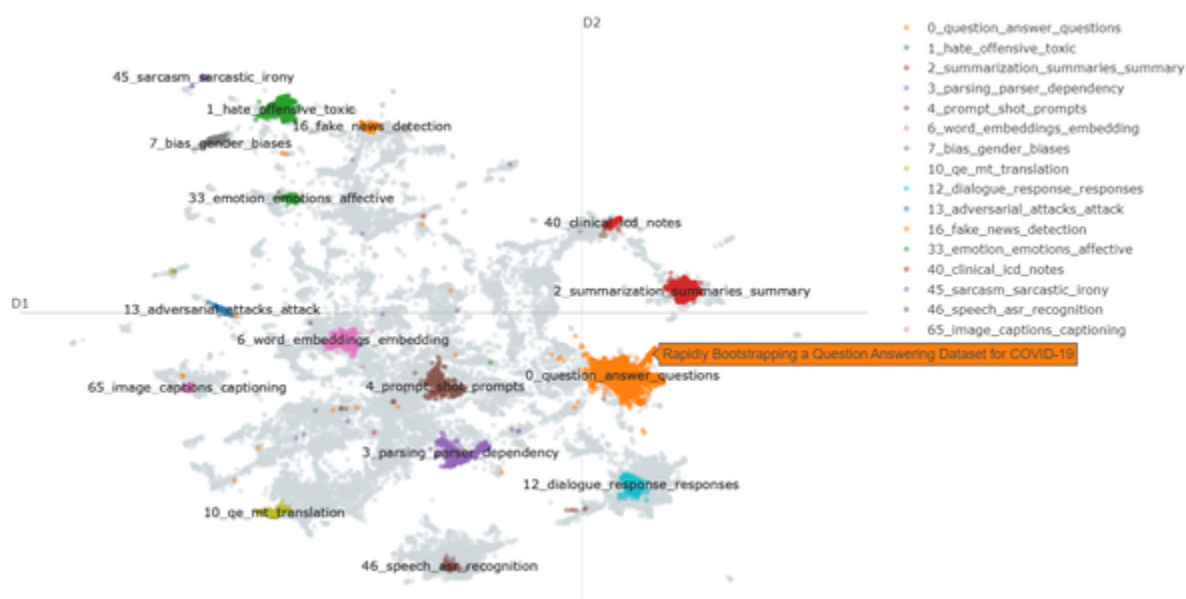 D2
D1
45_sarcasm_sarcastic_irony
1_hate_offensive_toxic
16_fake_news_detection
7_bias_gender_biases
33_emotion_emotions_affective
40_clinical_icd_notes
2_summarization_summaries_summary
13_adversarial_attacks_attack
6_word_embeddings_embedding
Rapidly Bootstrapping a Question Answering Dataset for COVID-19
0_question_answer_questions
65_image_captions_captioning
4_prompt_shot_prompts
3_parsing_parser_dependency
12_dialogue_response_responses
10_qe_mt_translation
46_speech_asr_recognition
0_question_answer_questions
1_hate_offensive_toxic
2_summarization_summaries_summary
3_parsing_parser_dependency
4_prompt_shot_prompts
6_word_embeddings_embedding
7_bias_gender_biases
10_qe_mt_translation
12_dialogue_response_responses
13_adversarial_attacks_attack
16_fake_news_detection
33_emotion_emotions_affective
40_clinical_icd_notes
45_sarcasm_sarcastic_irony
46_speech_asr_recognition
65_image_captions_captioning